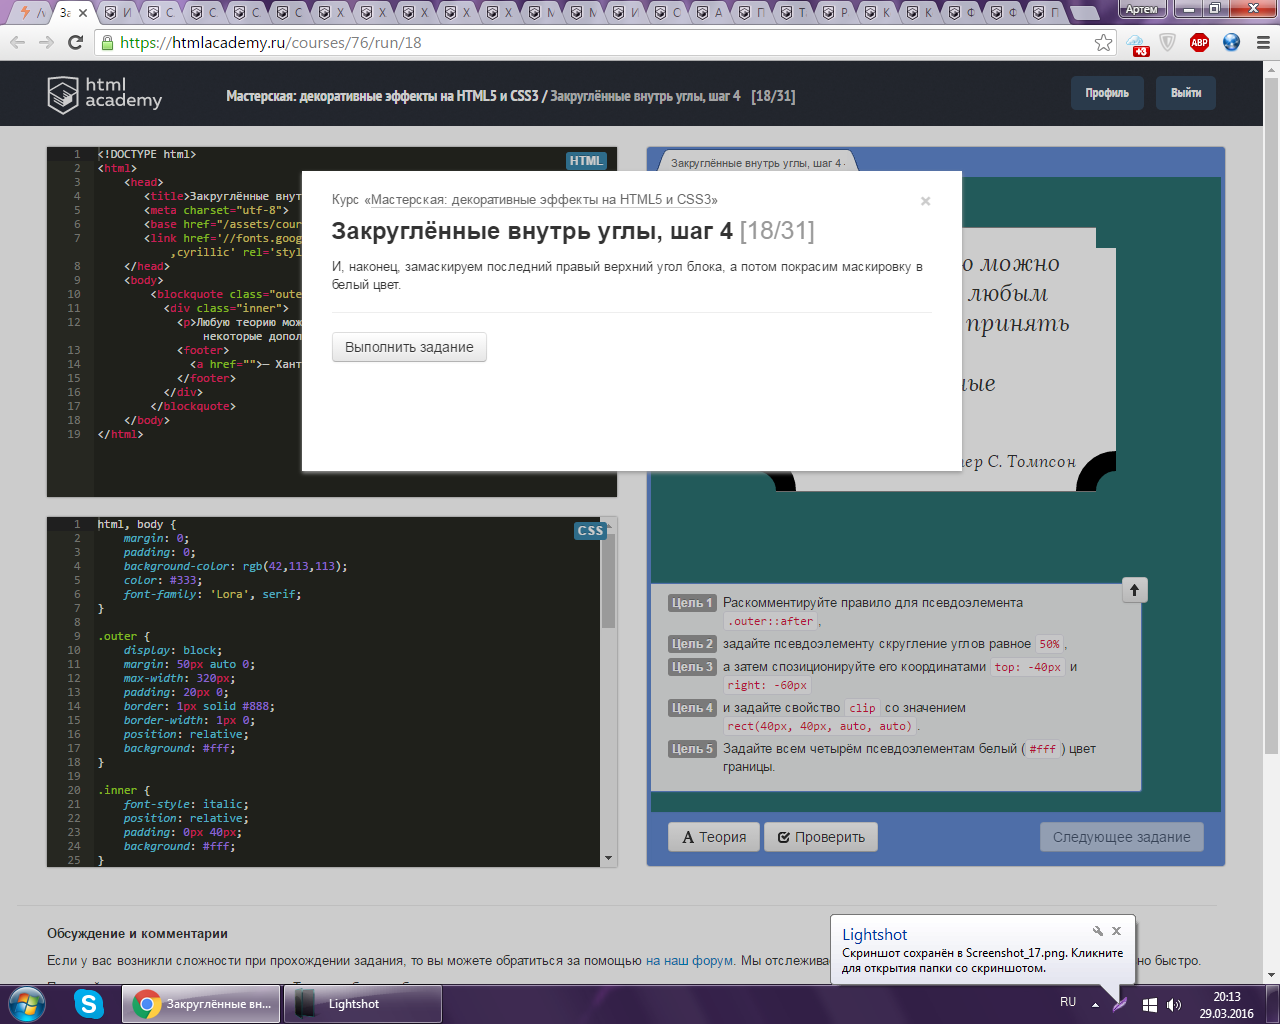 Артем
https://htmlacademy.ru/courses/76/run/18
+3
ABP
html
academy
Мастерская: декоративные эффекты на HTML5 и CSS3 / Закруглённые внутрь углы, шаг 4 [18/31]
Профиль
Выйти
HTML
1 <!DOCTYPE html>
2 <html>
3 <head>
4 <title>Закруглённые внут
5 <meta charset="utf-8">
6 <base href="/assets/cour
7 <link href='//fonts.goog
,cyrillic' rel='styl
8 </head>
9 <body>
10 <blockquote class="oute
11 <div class="inner">
12 <p>Любую теорию мож
некоторые допол
13 <footer>
14 <a href="">— Хант
15 </footer>
16 </div>
17 </blockquote>
18 </body>
19 </html>
Курс «Мастерская: декоративные эффекты на HTML5 и CSS3»
×
Закруглённые внутрь углы, шаг 4 [18/31]
И, наконец, замаскируем последний правый верхний угол блока, а потом покрасим маскировку в
белый цвет.
Выполнить задание
Закруглённые внутрь углы, шаг 4
ю можно
любым
принять
ные
тер С. Томпсон
CSS
1 html, body {
2 margin: 0;
3 padding: 0;
4 background-color: rgb(42,113,113);
5 color: #333;
6 font-family: 'Lora', serif;
7 }
8
9 .outer {
10 display: block;
11 margin: 50px auto 0;
12 max-width: 320px;
13 padding: 20px 0;
14 border: 1px solid #888;
15 border-width: 1px 0;
16 position: relative;
17 background: #fff;
18 }
19
20 .inner {
21 font-style: italic;
22 position: relative;
23 padding: 0px 40px;
24 background: #fff;
25 }
Цель 1 Раскомментируйте правило для псевдоэлемента
.outer::after ,
Цель 2 задайте псевдоэлементу скругление углов равное 50% ,
Цель 3 а затем спозиционируйте его координатами top: -40px и
right: -60px
Цель 4 и задайте свойство clip со значением
rect(40px, 40px, auto, auto) .
Цель 5 Задайте всем четырём псевдоэлементам белый ( #fff ) цвет
границы.
Теория
Проверить
Следующее задание
Обсуждение и комментарии
Если у вас возникли сложности при прохождении задания, то вы можете обратиться за помощью на наш форум. Мы отслежива
но быстро.
Lightshot
Скриншот сохранён в Screenshot_17.png. Кликните
для открытия папки со скриншотом.
Закруглённые вн...
Lightshot
RU
20:13
29.03.2016